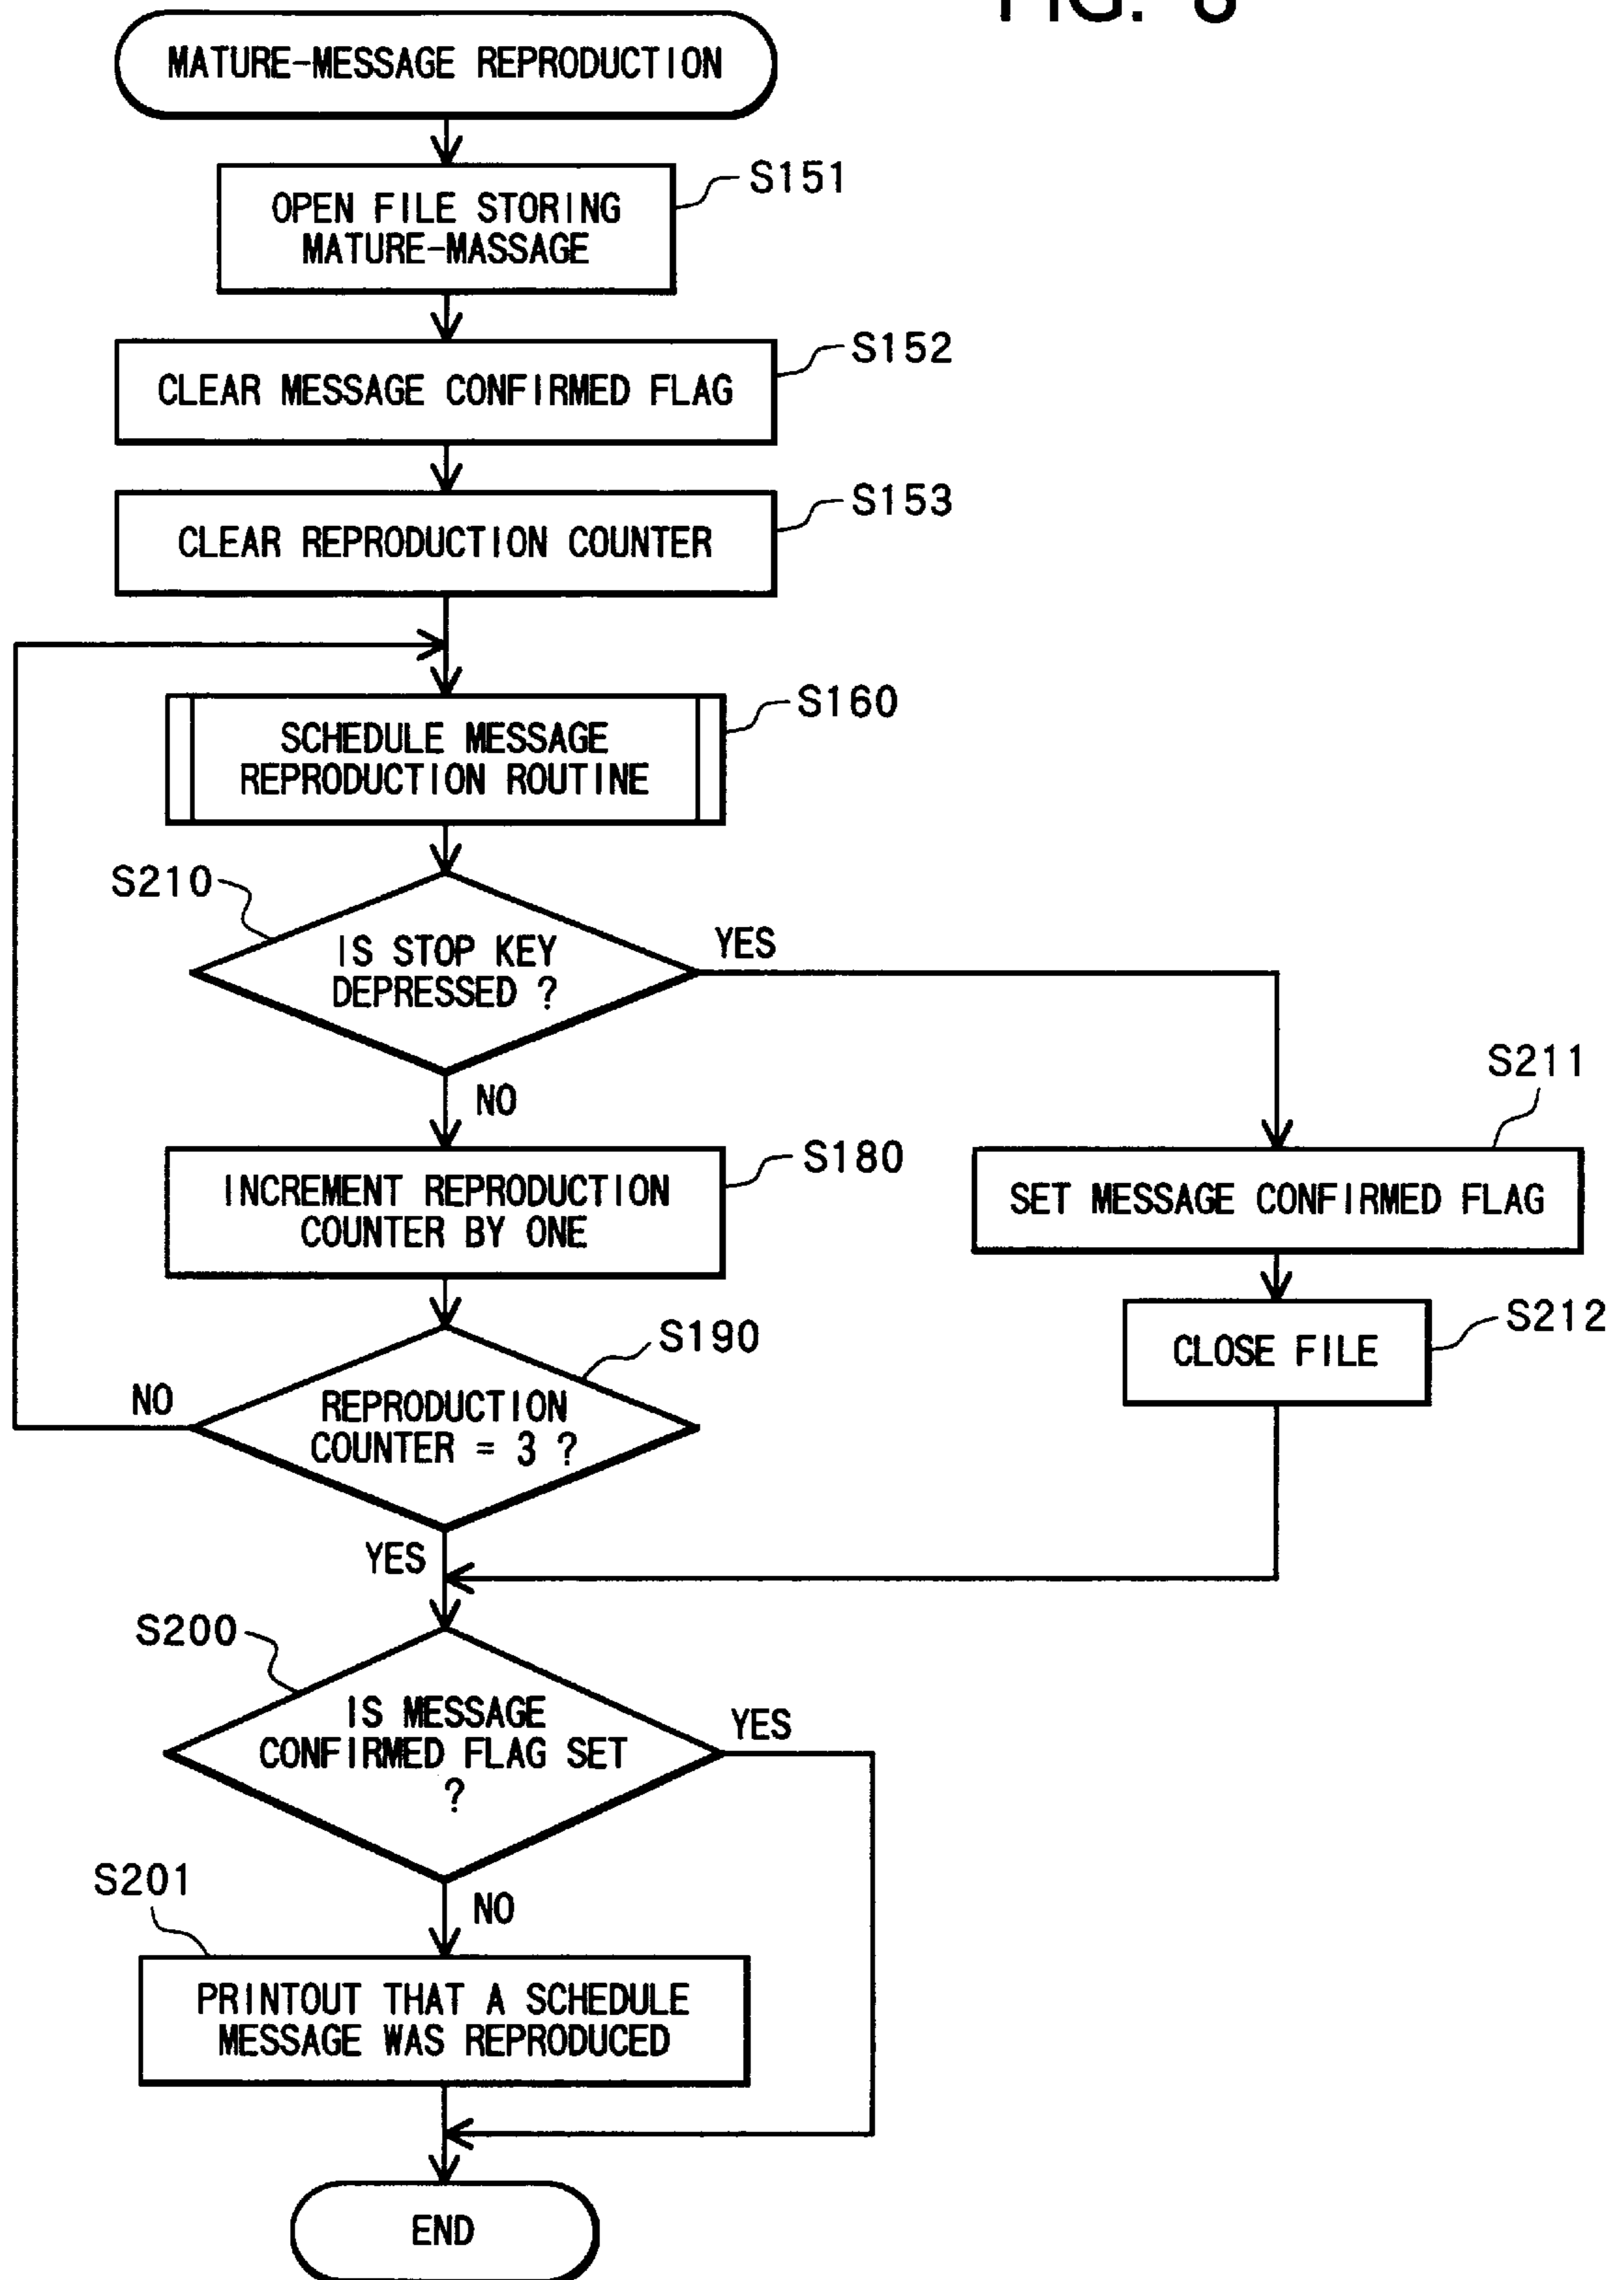 FIG. 8
MATURE-MESSAGE REPRODUCTION
S151
OPEN FILE STORING
MATURE-MASSAGE
S152
CLEAR MESSAGE CONFIRMED FLAG
S153
CLEAR REPRODUCTION COUNTER
S160
SCHEDULE MESSAGE
REPRODUCTION ROUTINE
S210
IS STOP KEY
DEPRESSED ?
YES
NO
S211
SET MESSAGE CONFIRMED FLAG
S180
INCREMENT REPRODUCTION
COUNTER BY ONE
S212
CLOSE FILE
S190
REPRODUCTION
COUNTER = 3 ?
NO
YES
S200
IS MESSAGE
CONFIRMED FLAG SET
?
YES
NO
S201
PRINTOUT THAT A SCHEDULE
MESSAGE WAS REPRODUCED
END